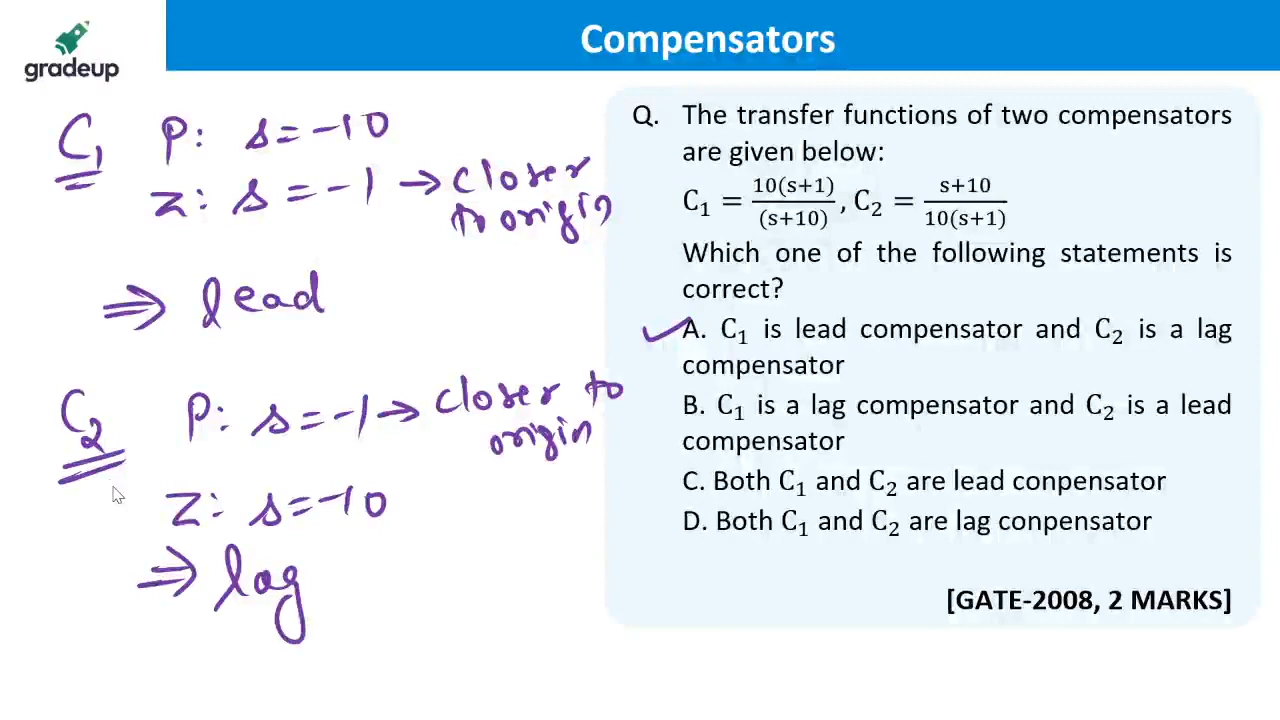 gradeup
Compensators
C₁ P: s=-10
Z: s=-1 → closer
to origin
⇒ lead
C₂ P: s=-1 → closer to
origin
Z: s=-10
⇒ lag
Q. The transfer functions of two compensators
are given below:
C₁ = 10(s+1)/(s+10), C₂ = s+10/10(s+1)
Which one of the following statements is
correct?
A. C₁ is lead compensator and C₂ is a lag
compensator
B. C₁ is a lag compensator and C₂ is a lead
compensator
C. Both C₁ and C₂ are lead conpensator
D. Both C₁ and C₂ are lag conpensator
[GATE-2008, 2 MARKS]